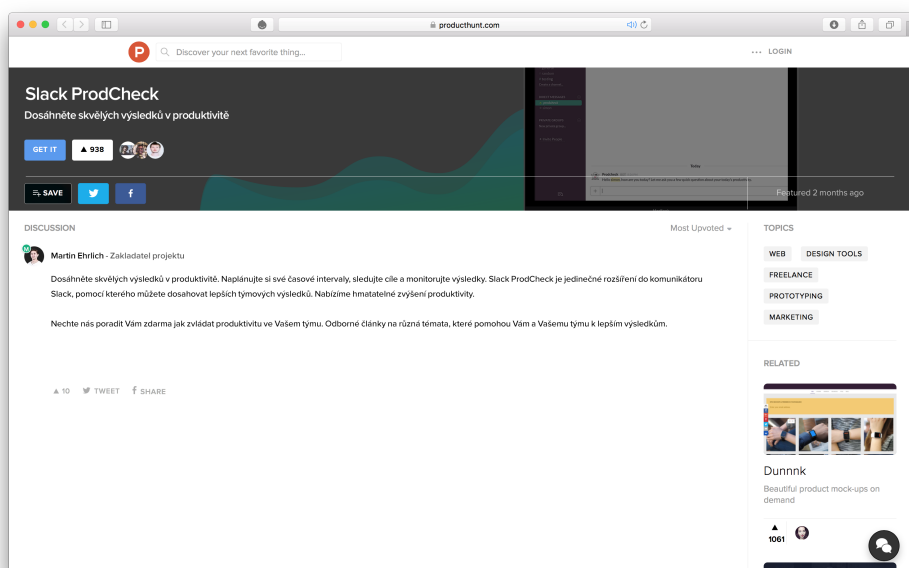 producthunt.com
P
Discover your next favorite thing...
LOGIN
Slack ProdCheck
Dosáhněte skvělých výsledků v produktivitě
GET IT
938
Today
SAVE
Featured 2 months ago
DISCUSSION
Most Upvoted
TOPICS
M
Martin Ehrlich - Zakladatel projektu
WEB
DESIGN TOOLS
Dosáhněte skvělých výsledků v produktivitě. Naplánujte si své časové intervaly, sledujte cíle a monitorujte výsledky. Slack ProdCheck je jedinečné rozšíření do komunikátoru
Slack, pomocí kterého můžete dosahovat lepších týmových výsledků. Nabízíme hmatatelné zvýšení produktivity.
FREELANCE
PROTOTYPING
MARKETING
Nechte nás poradit Vám zdarma jak zvládat produktivitu ve Vašem týmu. Odborné články na různá témata, které pomohou Vám a Vašemu týmu k lepším výsledkům.
RELATED
10
TWEET
SHARE
Dunnnk
Beautiful product mock-ups on
demand
1061